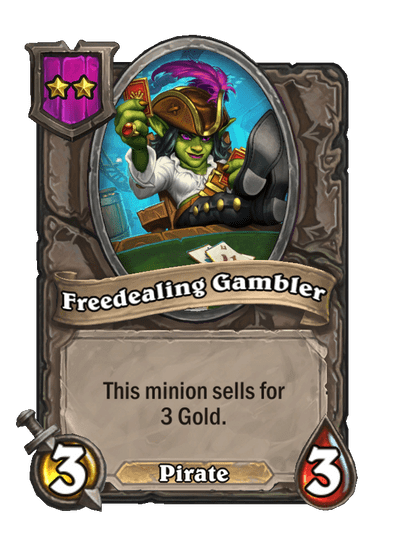 Freedealing Gambler
This minion sells for
3 Gold.
3
Pirate
3